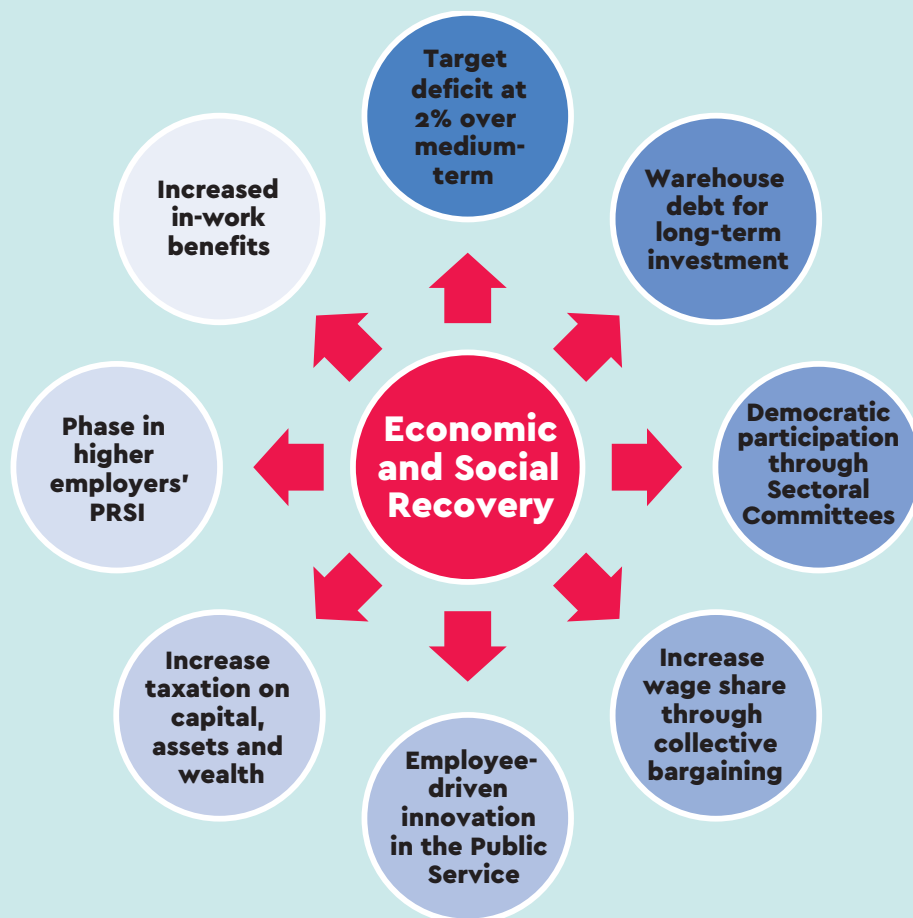 Target
deficit at
2% over
medium-
term
Warehouse
debt for
long-term
investment
Democratic
participation
through
Sectoral
Committees
Increase
wage share
through
collective
bargaining
Employee-
driven
innovation
in the Public
Service
Increase
taxation on
capital,
assets and
wealth
Phase in
higher
employers'
PRSI
Increased
in-work
benefits
Economic
and Social
Recovery